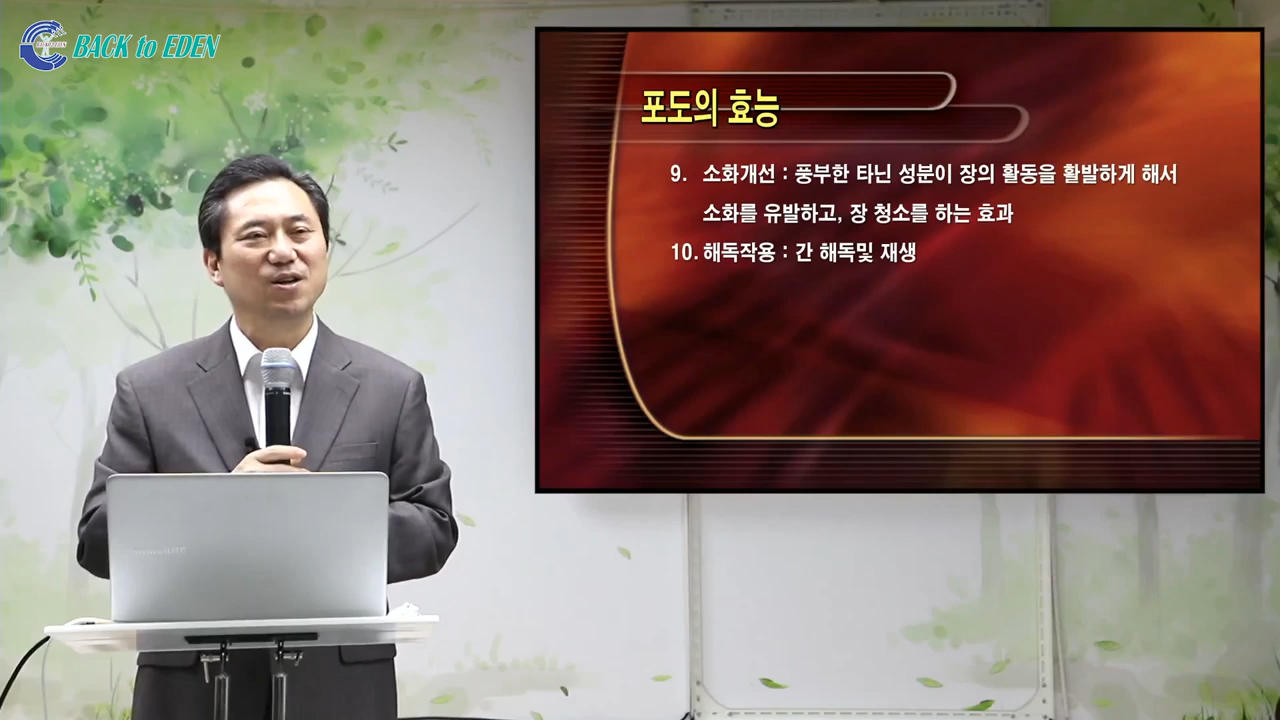 BACK to EDEN
포도의 효능
9. 소화개선 : 풍부한 타닌 성분이 장의 활동을 활발하게 해서
소화를 유발하고, 장 청소를 하는 효과
10. 해독작용 : 간 해독및 재생